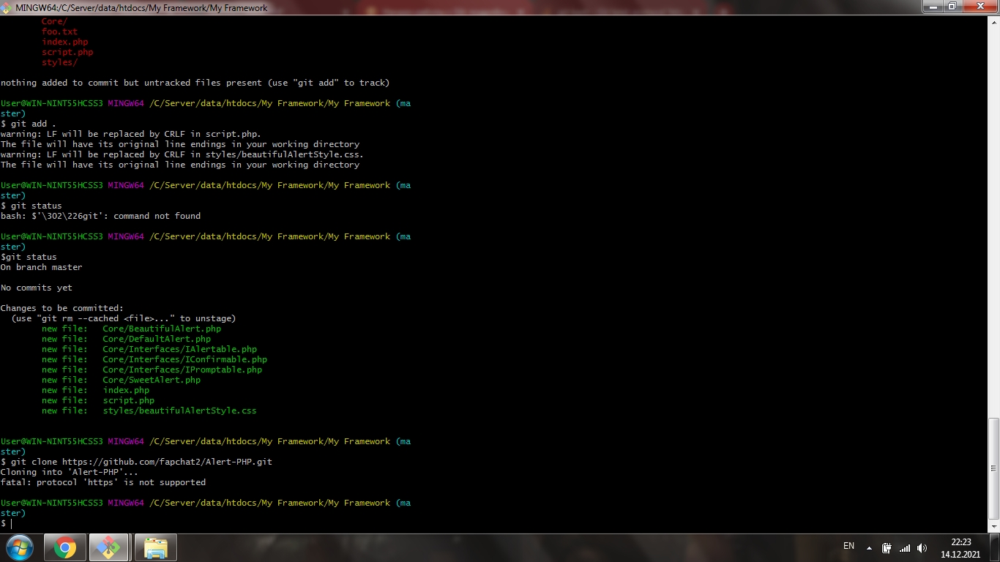 MINGW64:/C/Server/data/htdocs/My Framework/My Framework
Core/
foo.txt
index.php
script.php
styles/
nothing added to commit but untracked files present (use "git add" to track)
User@WIN-NINT55HCSS3 MINGW64 /C/Server/data/htdocs/My Framework/My Framework (ma
ster)
$ git add .
warning: LF will be replaced by CRLF in script.php.
The file will have its original line endings in your working directory
warning: LF will be replaced by CRLF in styles/beautifulAlertStyle.css.
The file will have its original line endings in your working directory
User@WIN-NINT55HCSS3 MINGW64 /C/Server/data/htdocs/My Framework/My Framework (ma
ster)
$ git status
bash: $'\302\226git': command not found
User@WIN-NINT55HCSS3 MINGW64 /C/Server/data/htdocs/My Framework/My Framework (ma
ster)
$git status
On branch master
No commits yet
Changes to be committed:
(use "git rm --cached <file>..." to unstage)
new file: Core/BeautifulAlert.php
new file: Core/DefaultAlert.php
new file: Core/Interfaces/IAlertable.php
new file: Core/Interfaces/IConfirmable.php
new file: Core/Interfaces/IPromptable.php
new file: Core/SweetAlert.php
new file: index.php
new file: script.php
new file: styles/beautifulAlertStyle.css
User@WIN-NINT55HCSS3 MINGW64 /C/Server/data/htdocs/My Framework/My Framework (ma
ster)
$ git clone https://github.com/fapchat2/Alert-PHP.git
Cloning into 'Alert-PHP'...
fatal: protocol 'https' is not supported
User@WIN-NINT55HCSS3 MINGW64 /C/Server/data/htdocs/My Framework/My Framework (ma
ster)
$
EN
22:23
14.12.2021